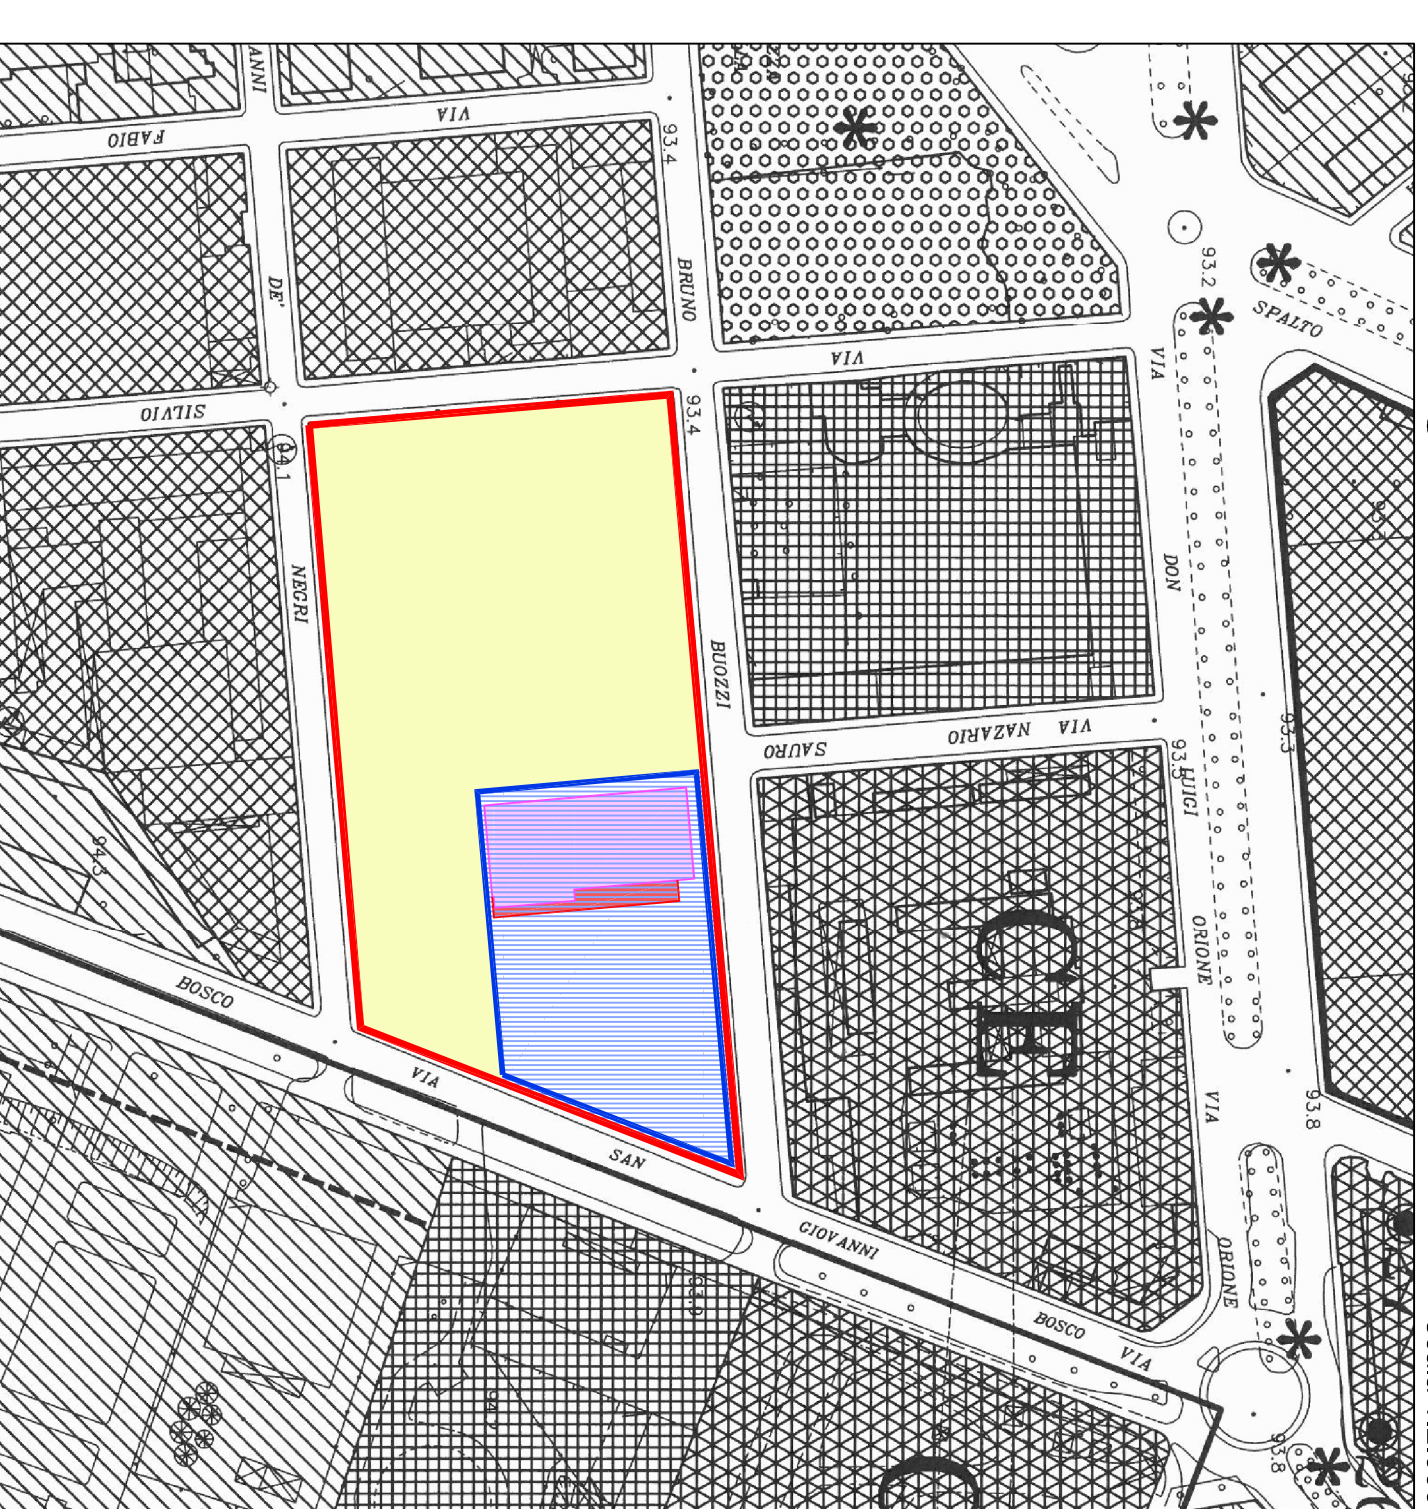 ANNI
VIA
FABIO
93.4
DE'
BRUNO
93.2
SPALTO
SILVIO
VIA
VIA
93.4
94.1
NEGRI
DON
BUOZZI
SAURO
NAZARIO
VIA
93.3
LUIGI
94.3
CE
ORIONE
BOSCO
VIA
VIA
93.8
SAN
GIOVANNI
ORIONE
BOSCO
VIA
93.8
C